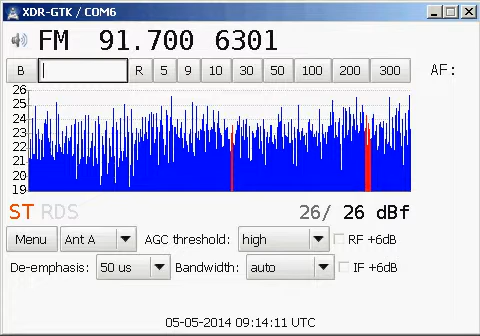 XDR-GTK / COM6
FM 91.700 6301
B R 5 9 10 30 50 100 200 300 AF:
26
25
24
23
22
21
20
19
ST RDS 26/ 26 dBf
Menu Ant A AGC threshold: high RF +6dB
De-emphasis: 50 us Bandwidth: auto IF +6dB
05-05-2014 09:14:11 UTC